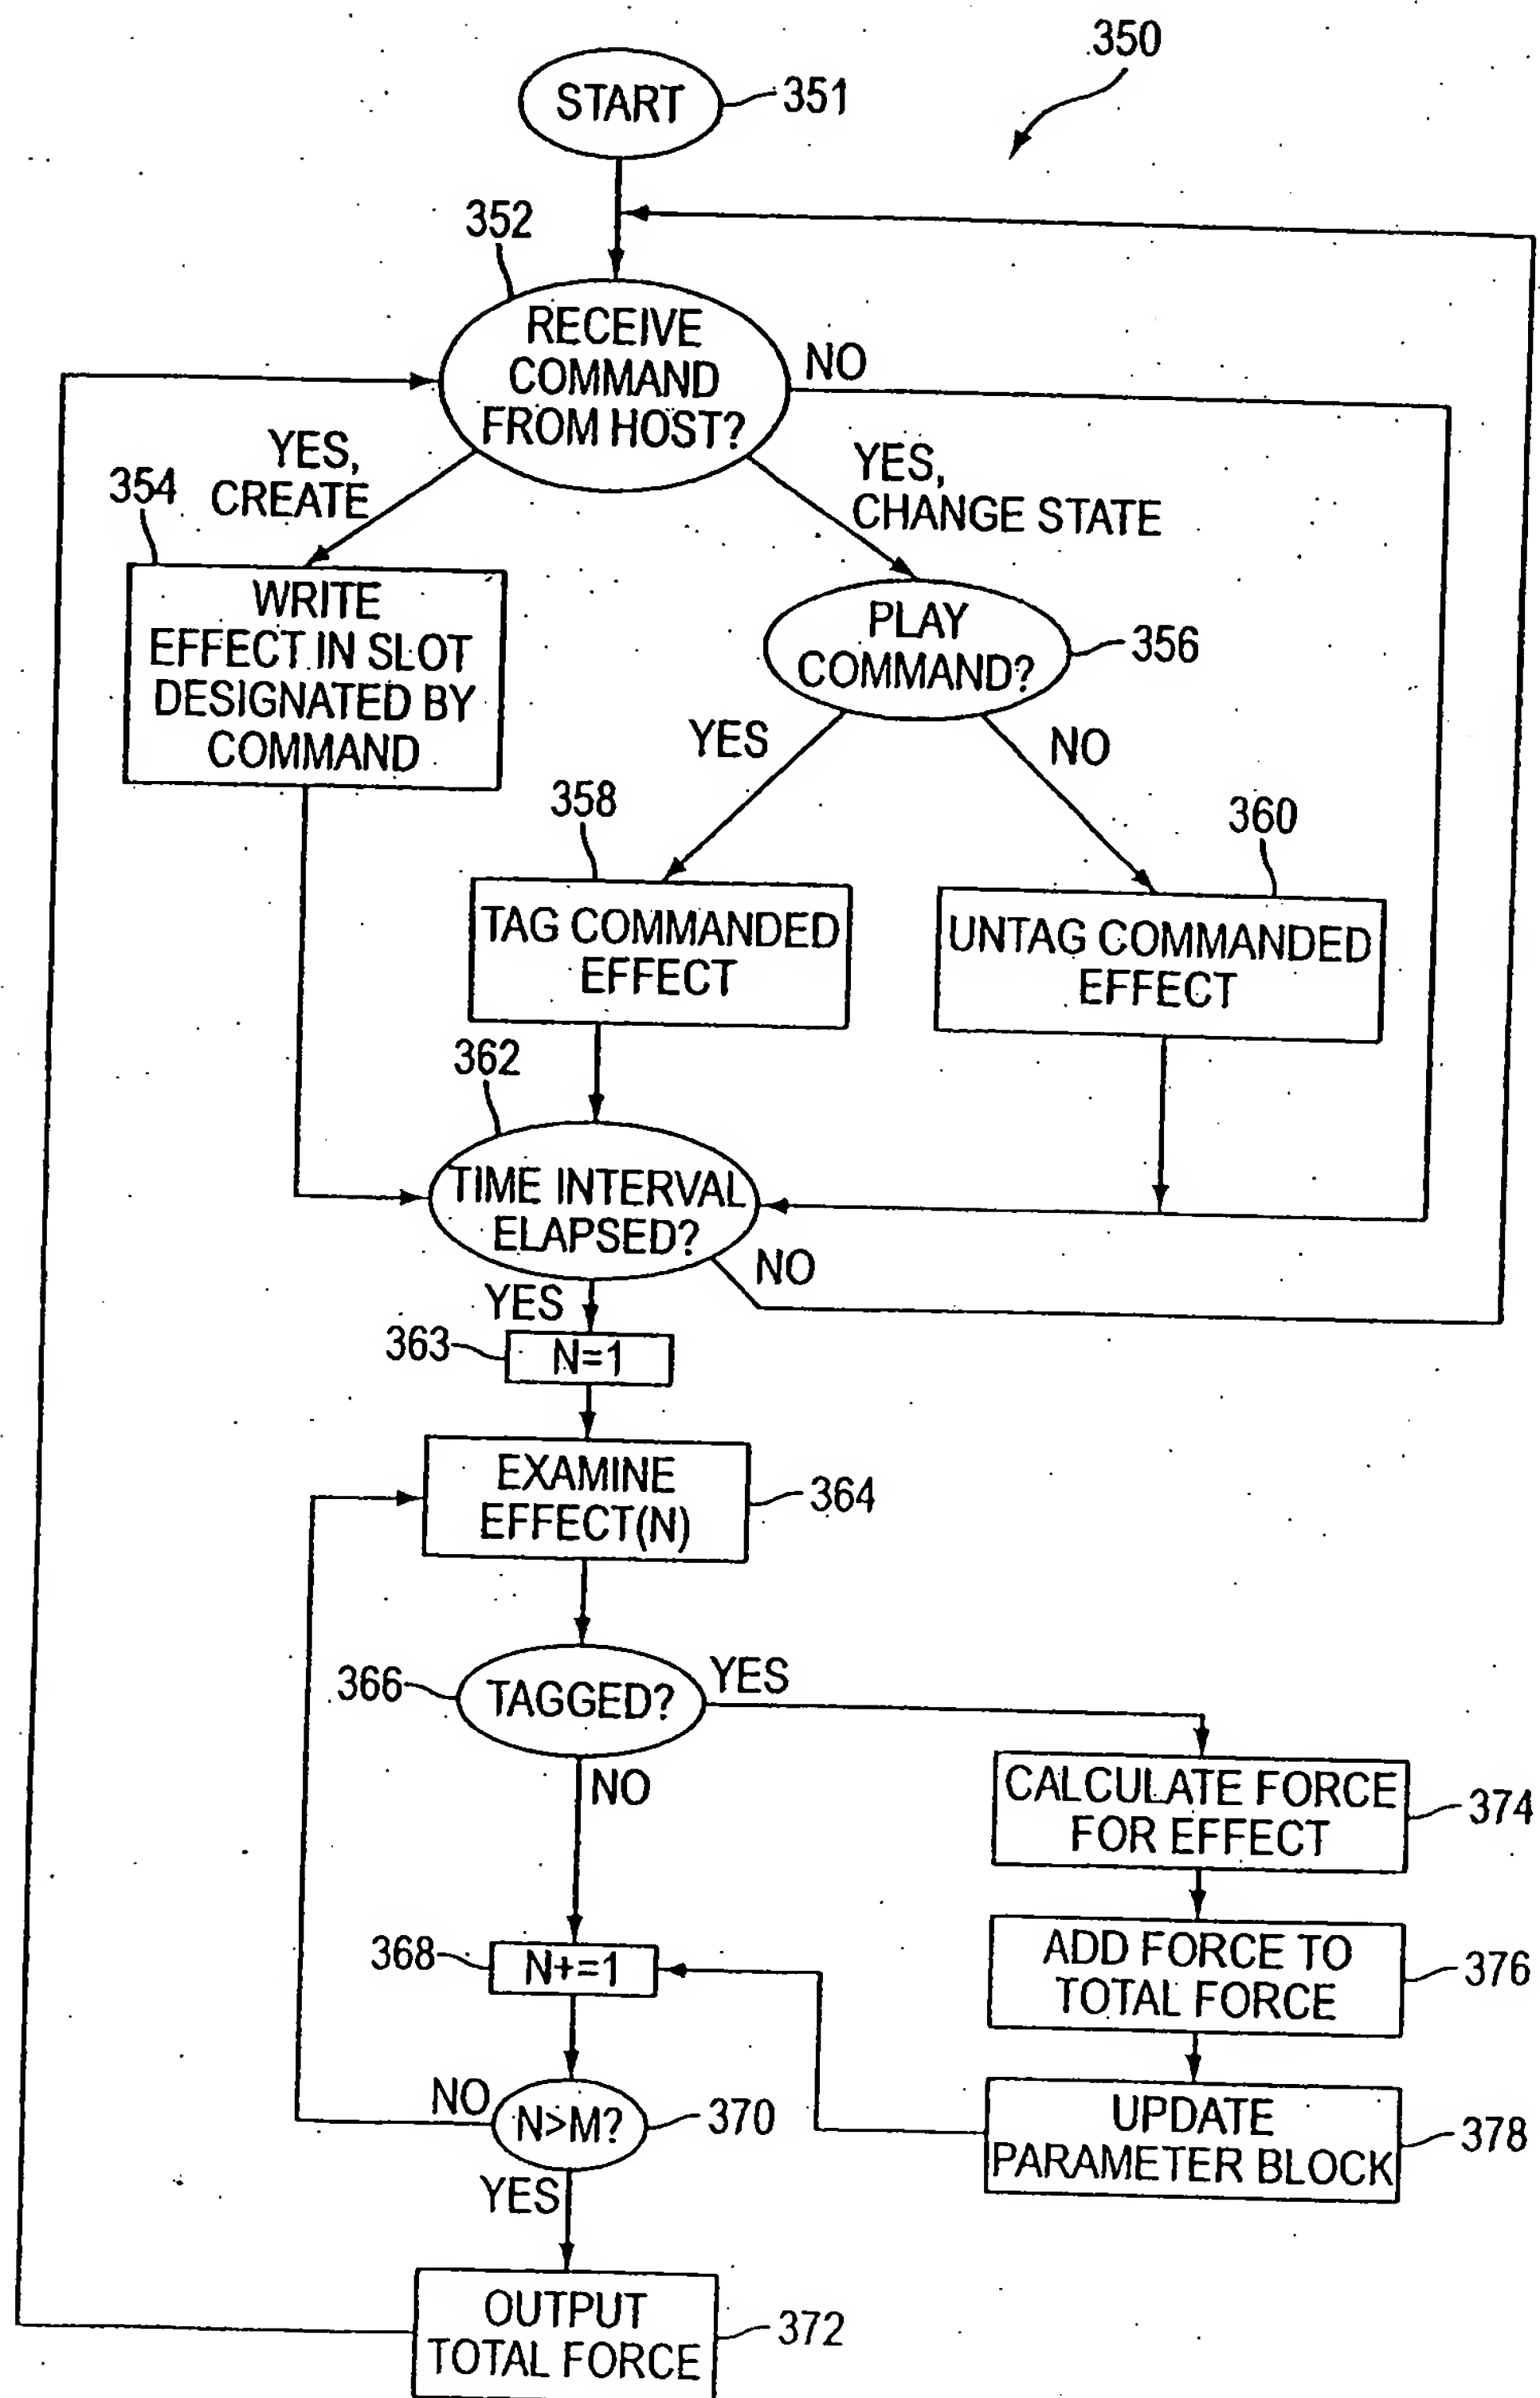 350
START
351
352
RECEIVE
COMMAND
FROM HOST?
NO
YES,
CREATE
YES,
CHANGE STATE
354
WRITE
EFFECT IN SLOT
DESIGNATED BY
COMMAND
PLAY
COMMAND?
356
YES
NO
358
360
TAG COMMANDED
EFFECT
UNTAG COMMANDED
EFFECT
362
TIME INTERVAL
ELAPSED?
NO
YES
363
N=1
EXAMINE
EFFECT(N)
364
366
TAGGED?
YES
NO
CALCULATE FORCE
FOR EFFECT
374
368
N+=1
ADD FORCE TO
TOTAL FORCE
376
NO
N>M?
370
UPDATE
PARAMETER BLOCK
378
YES
OUTPUT
TOTAL FORCE
372